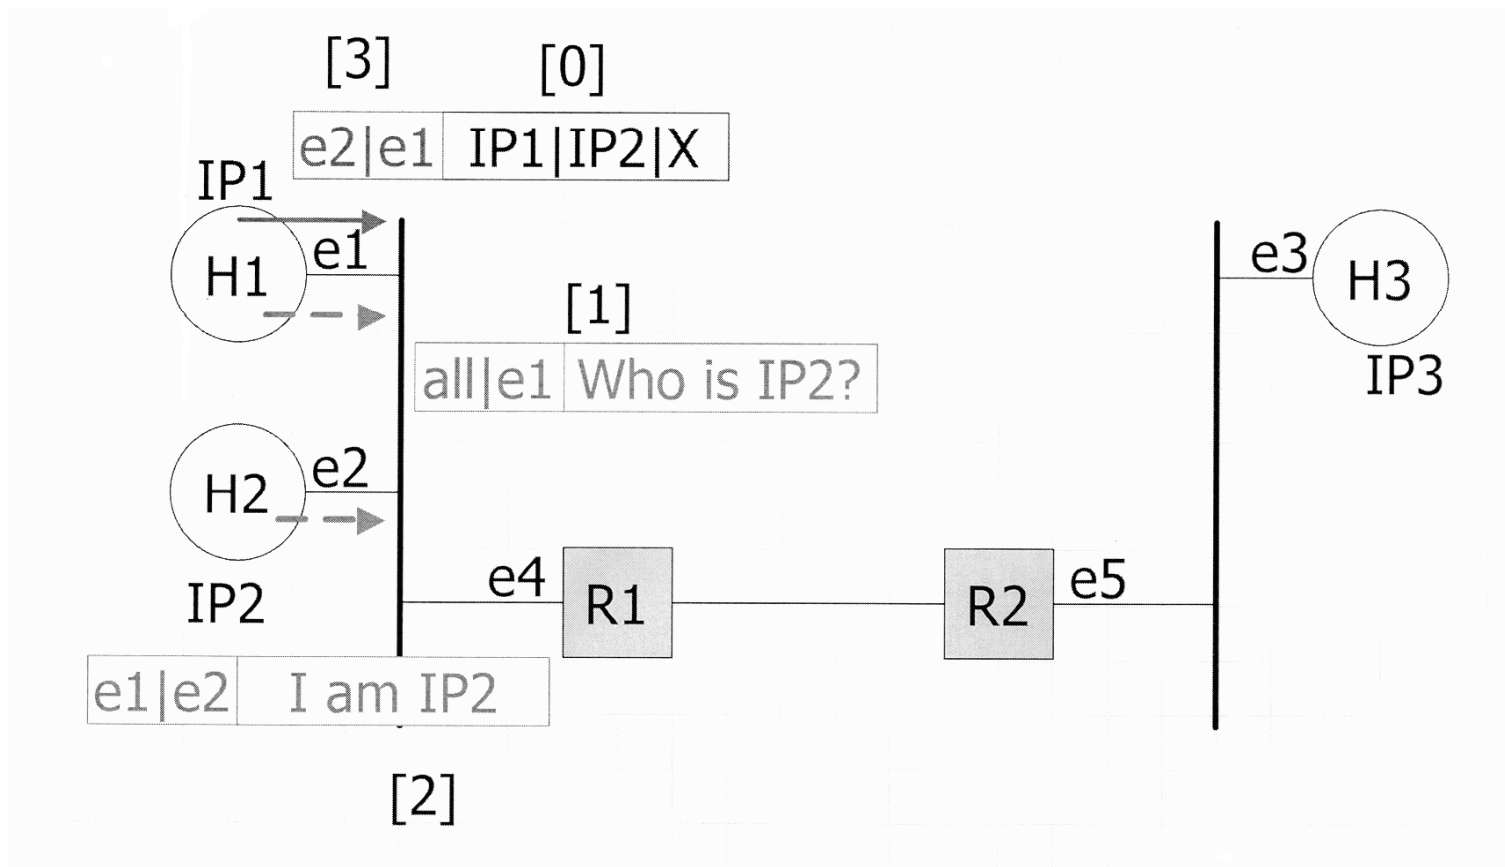 [3] [0]
e2|e1 IP1|IP2|X
IP1
e1
H1
e3
H3
IP3
[1]
all|e1 Who is IP2?
e2
H2
IP2
e4
R1
R2
e5
e1|e2 I am IP2
[2]